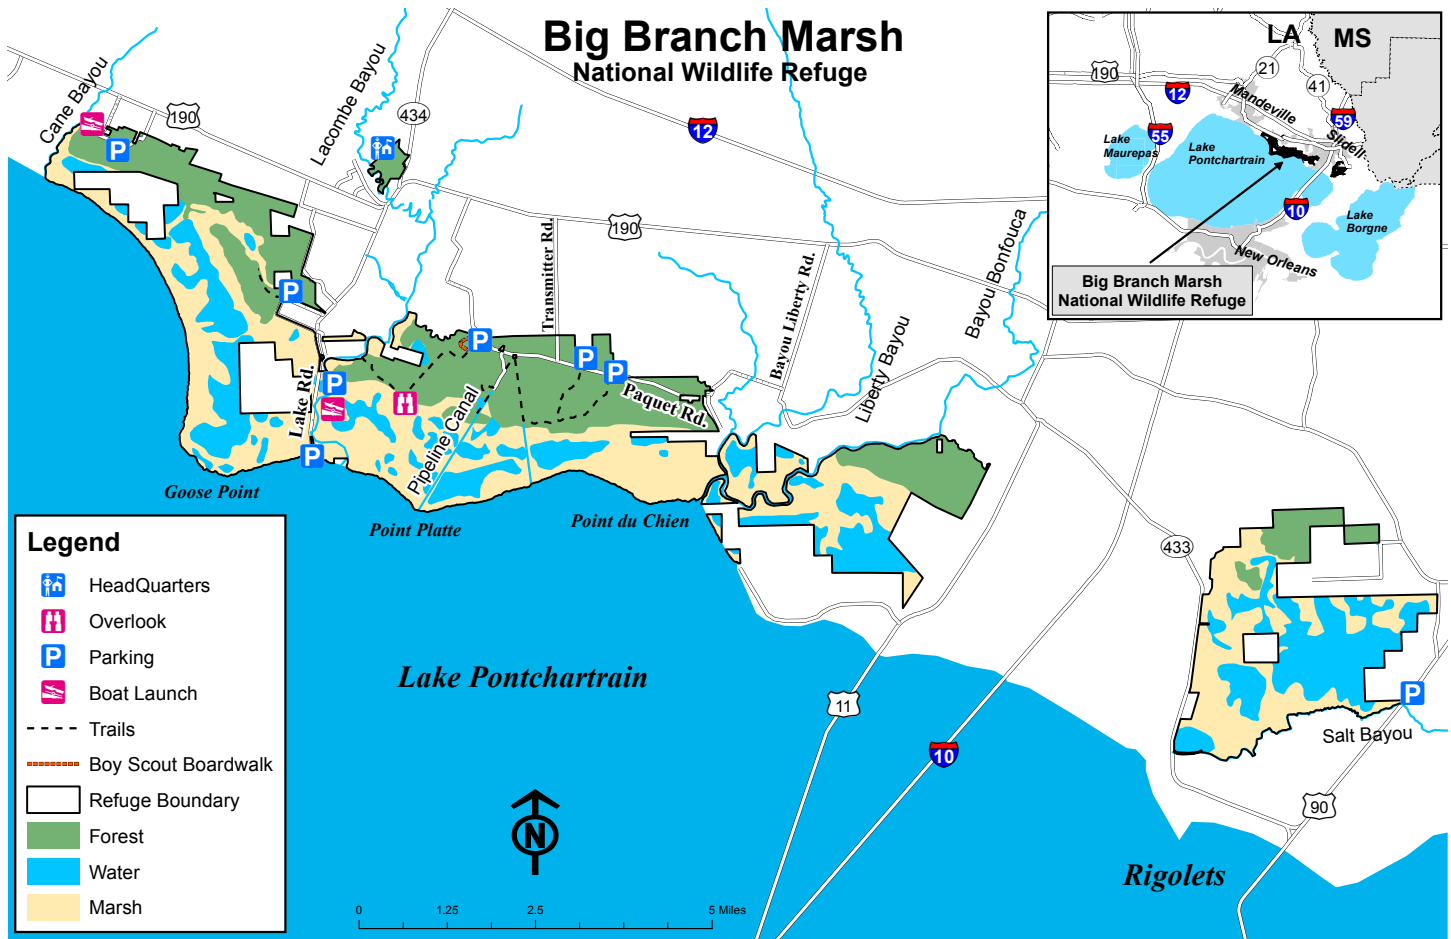 Big Branch Marsh
National Wildlife Refuge
Cane Bayou
190
Lacombe Bayou
434
12
190
Transmitter Rd.
Bayou Liberty Rd.
Liberty Bayou
Bayou Bonfouca
P
P
P
P
P
P
P
Lake Rd.
Pipeline Canal
Paquet Rd.
Goose Point
Point Platte
Point du Chien
433
Lake Pontchartrain
11
10
P
Salt Bayou
90
Rigolets
LA
MS
190
21
41
12
55
59
10
Mandeville
Slidell
Lake
Maurepas
Lake
Pontchartrain
Lake
Borgne
New Orleans
Big Branch Marsh
National Wildlife Refuge
Legend
HeadQuarters
Overlook
P Parking
Boat Launch
Trails
Boy Scout Boardwalk
Refuge Boundary
Forest
Water
Marsh
N
0 1.25 2.5 5 Miles